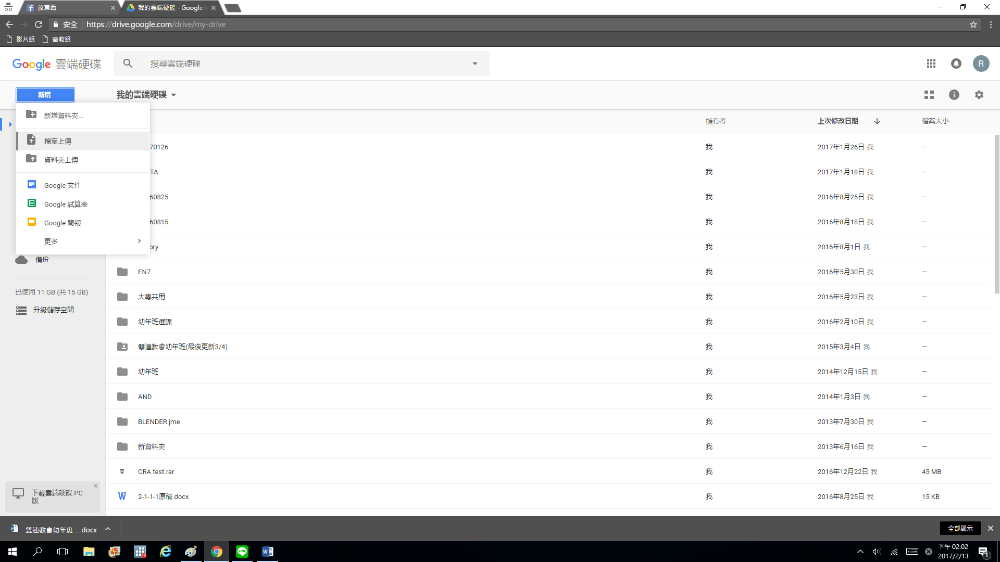 放東西
我的雲端硬碟 - Google
安全 https://drive.google.com/drive/my-drive
影片組 衛教組
Google 雲端硬碟 搜尋雲端硬碟 R
新增 我的雲端硬碟
新增資料夾...
檔案上傳
資料夾上傳
Google 文件
Google 試算表
Google 簡報
更多
備份
已使用 11 GB (共 15 GB)
升級儲存空間
下載雲端硬碟 PC
版
擁有者 上次修改日期 檔案大小
70126 我 2017年1月26日 我 –
TA 我 2017年1月18日 我 –
60825 我 2016年8月25日 我 –
60815 我 2016年8月18日 我 –
ory 我 2016年8月1日 我 –
EN7 我 2016年5月30日 我 –
大專共用 我 2016年5月23日 我 –
幼年班選課 我 2016年2月10日 我 –
雙連教會幼年班(最後更新3/4) 我 2015年3月4日 我 –
幼年班 我 2014年12月15日 我 –
AND 我 2014年1月3日 我 –
BLENDER jme 我 2013年7月30日 我 –
新資料夾 我 2013年6月16日 我 –
CRA test.rar 我 2016年12月22日 我 45 MB
2-1-1-1原稿.docx 我 2016年8月25日 我 15 KB
雙連教會幼年班 ....docx 全部顯示
下午 02:02
2017/2/13
1